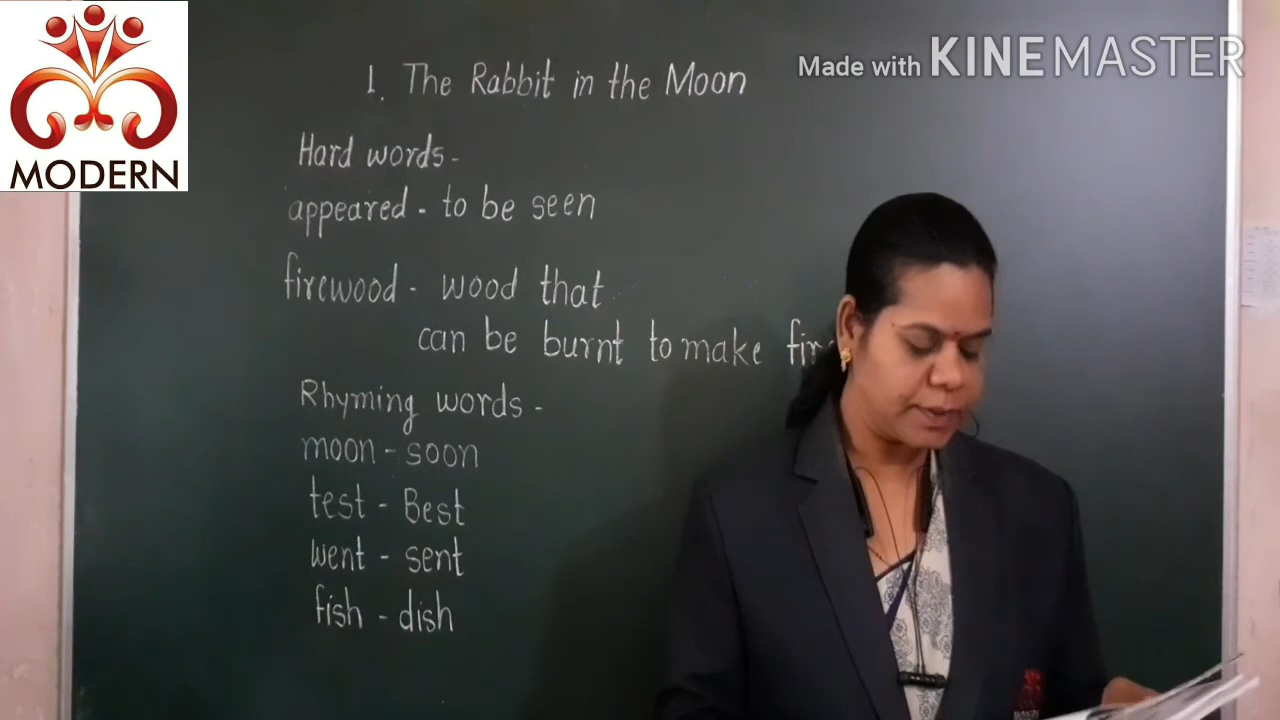 MODERN
Made with KINEMASTER
1. The Rabbit in the Moon
Hard words-
appeared - to be seen
firewood - wood that
can be burnt to make fire
Rhyming words -
moon - soon
test - Best
went - sent
fish - dish